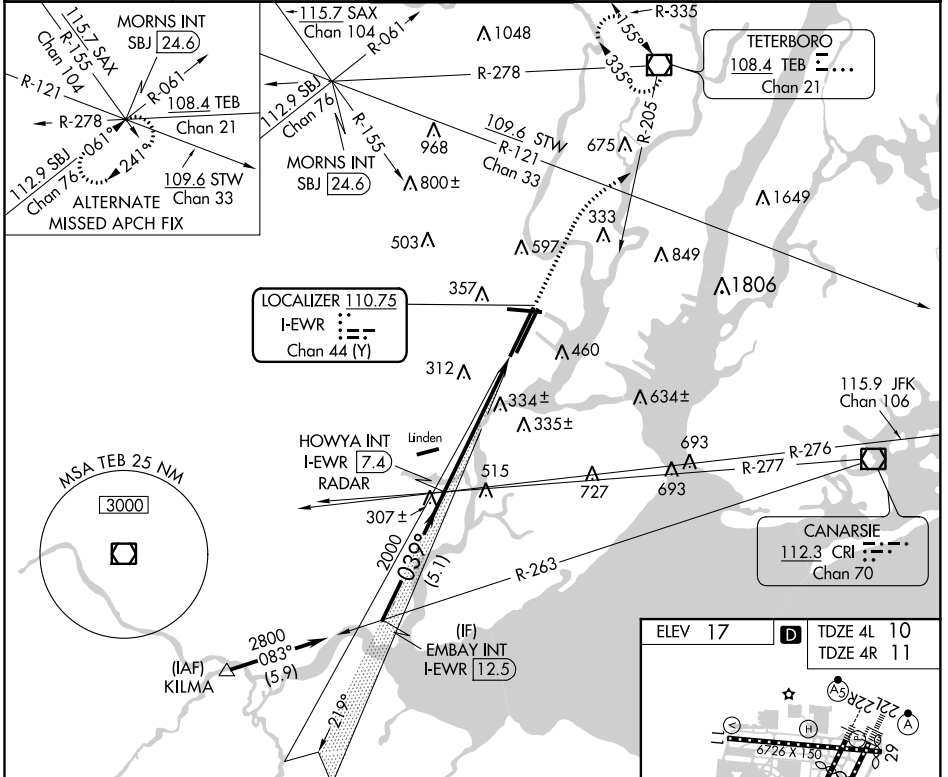 MORNS INT
SBJ 24.6
115.7 SAX
Chan 104
R-155
R-061
R-121
108.4 TEB
Chan 21
R-278
112.9 SBJ
Chan 76
061°
241°
109.6 STW
Chan 33
ALTERNATE
MISSED APCH FIX
115.7 SAX
Chan 104
R-061
1048
R-278
112.9 SBJ
Chan 76
R-155
MORNS INT
SBJ 24.6
968
800±
109.6 STW
R-121
Chan 33
R-335
155°
335°
R-205
TETERBORO
108.4 TEB
Chan 21
675
1649
503
597
333
849
1806
357
LOCALIZER 110.75
I-EWR
Chan 44 (Y)
460
312
334±
335±
634±
115.9 JFK
Chan 106
HOWYA INT
I-EWR 7.4
RADAR
Linden
515
727
693
693
R-276
R-277
307±
MSA TEB 25 NM
3000
2000
039°
(5.1)
R-263
CANARSIE
112.3 CRI
Chan 70
(IF)
EMBAY INT
I-EWR 12.5
(IAF)
KILMA
2800
083°
(5.9)
219°
ELEV 17
D
TDZE 4L 10
TDZE 4R 11
A5
22R
22L
A
V
H
P
11
6726 X 150
29